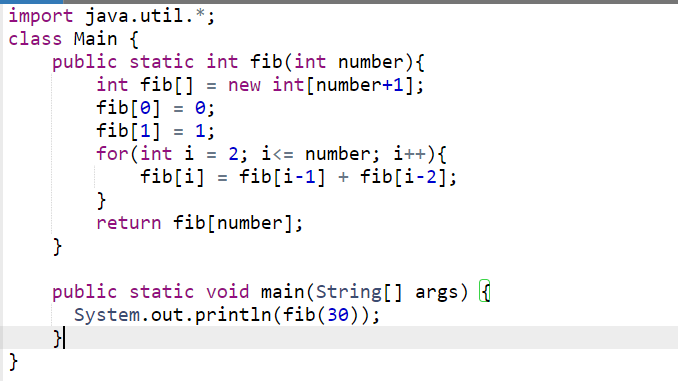 import java.util.*;
class Main {
    public static int fib(int number){
        int fib[] = new int[number+1];
        fib[0] = 0;
        fib[1] = 1;
        for(int i = 2; i<= number; i++){
            fib[i] = fib[i-1] + fib[i-2];
        }
        return fib[number];
    }

    public static void main(String[] args) {
      System.out.println(fib(30));
    }
}